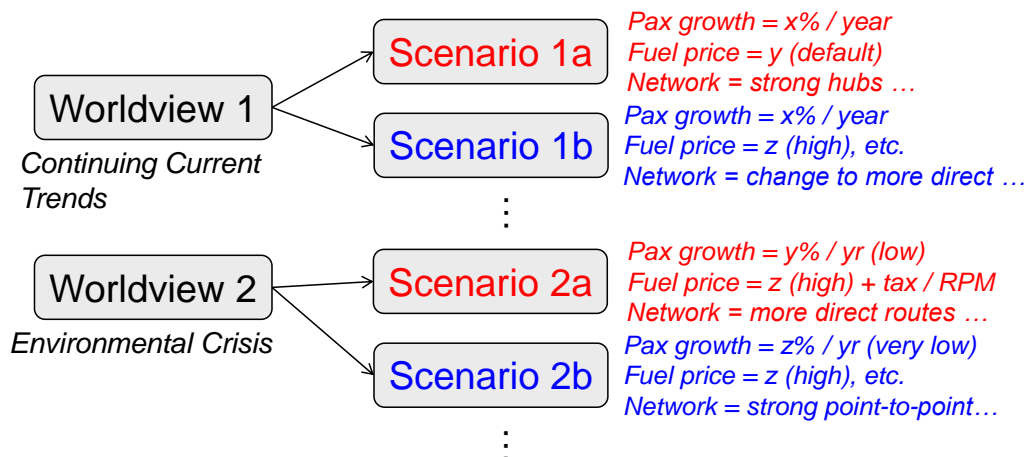 Worldview 1
Continuing Current
Trends
Scenario 1a
Pax growth = x% / year
Fuel price = y (default)
Network = strong hubs …
Scenario 1b
Pax growth = x% / year
Fuel price = z (high), etc.
Network = change to more direct …
⋮
Worldview 2
Environmental Crisis
Scenario 2a
Pax growth = y% / yr (low)
Fuel price = z (high) + tax / RPM
Network = more direct routes …
Scenario 2b
Pax growth = z% / yr (very low)
Fuel price = z (high), etc.
Network = strong point-to-point…
⋮